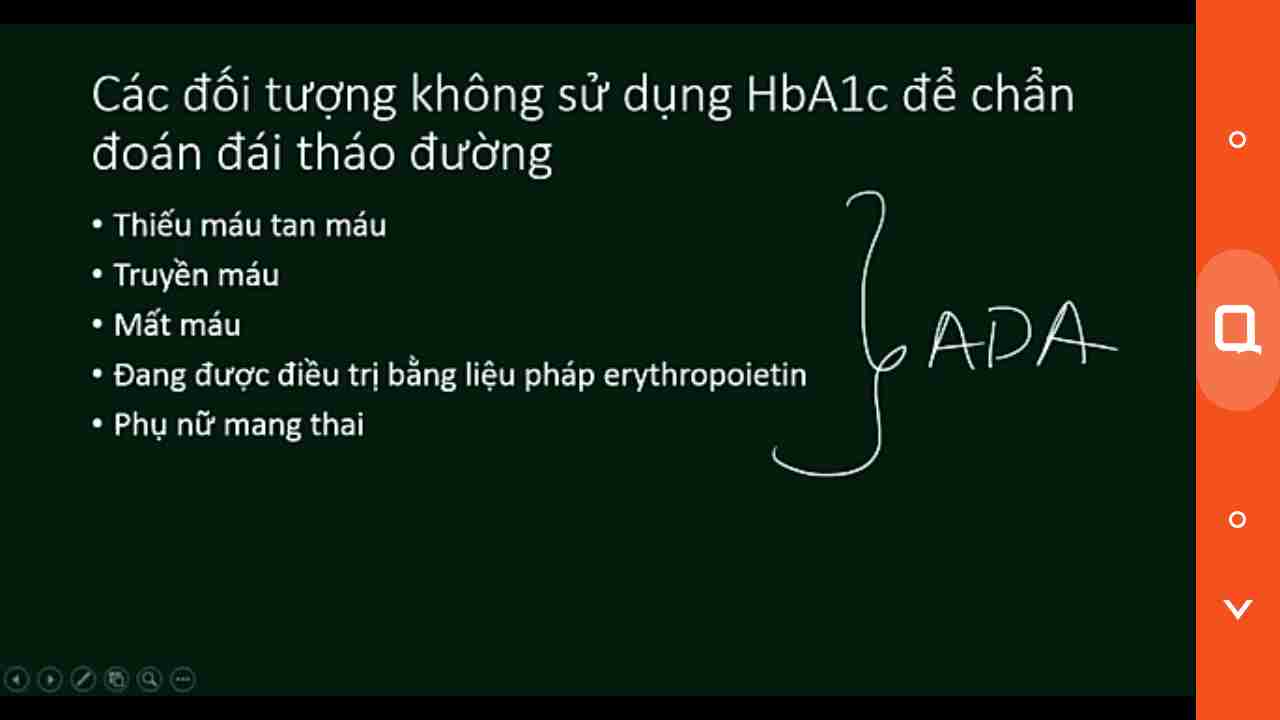 Các đối tượng không sử dụng HbA1c để chẩn
đoán đái tháo đường
• Thiếu máu tan máu
• Truyền máu
• Mất máu
• Đang được điều trị bằng liệu pháp erythropoietin
• Phụ nữ mang thai
ADA